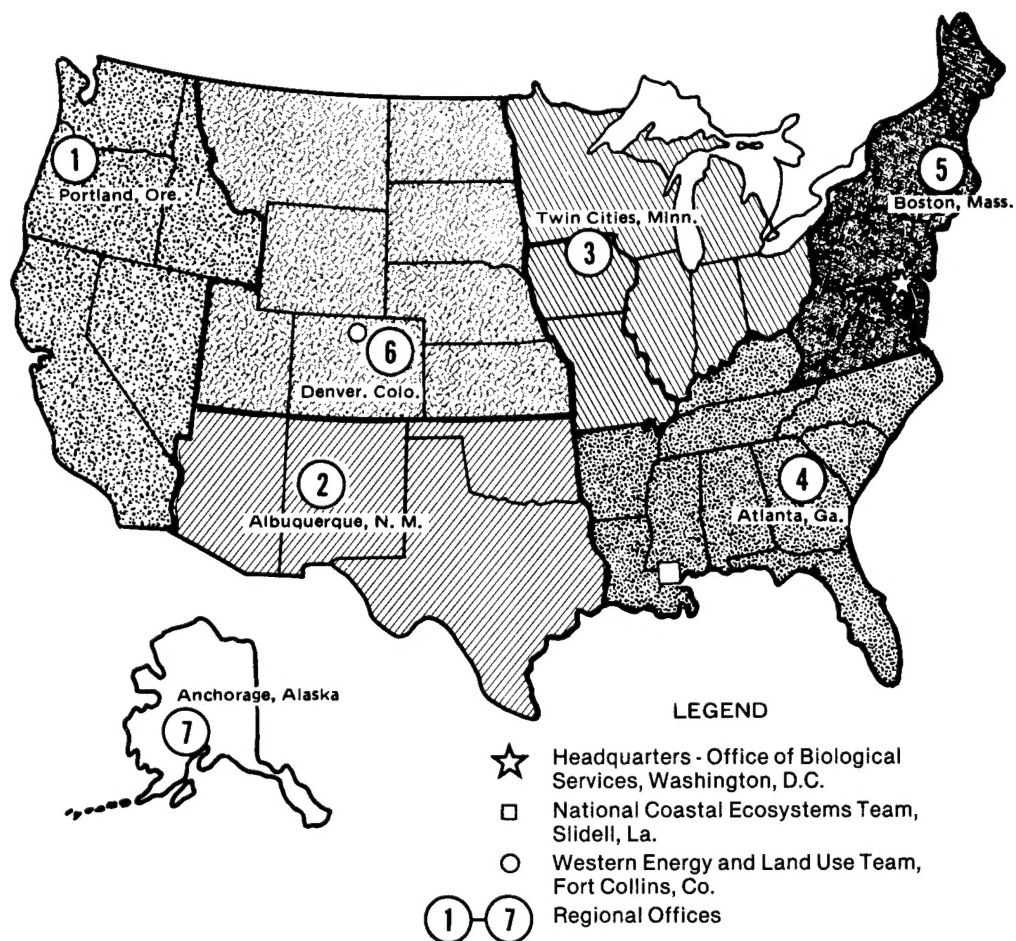 1
Portland, Ore.
5
Boston, Mass.
Twin Cities, Minn.
3
6
Denver. Colo.
2
Albuquerque, N. M.
4
Atlanta, Ga.
Anchorage, Alaska
7
LEGEND
Headquarters - Office of Biological
Services, Washington, D.C.
National Coastal Ecosystems Team,
Slidell, La.
Western Energy and Land Use Team,
Fort Collins, Co.
1 - 7 Regional Offices